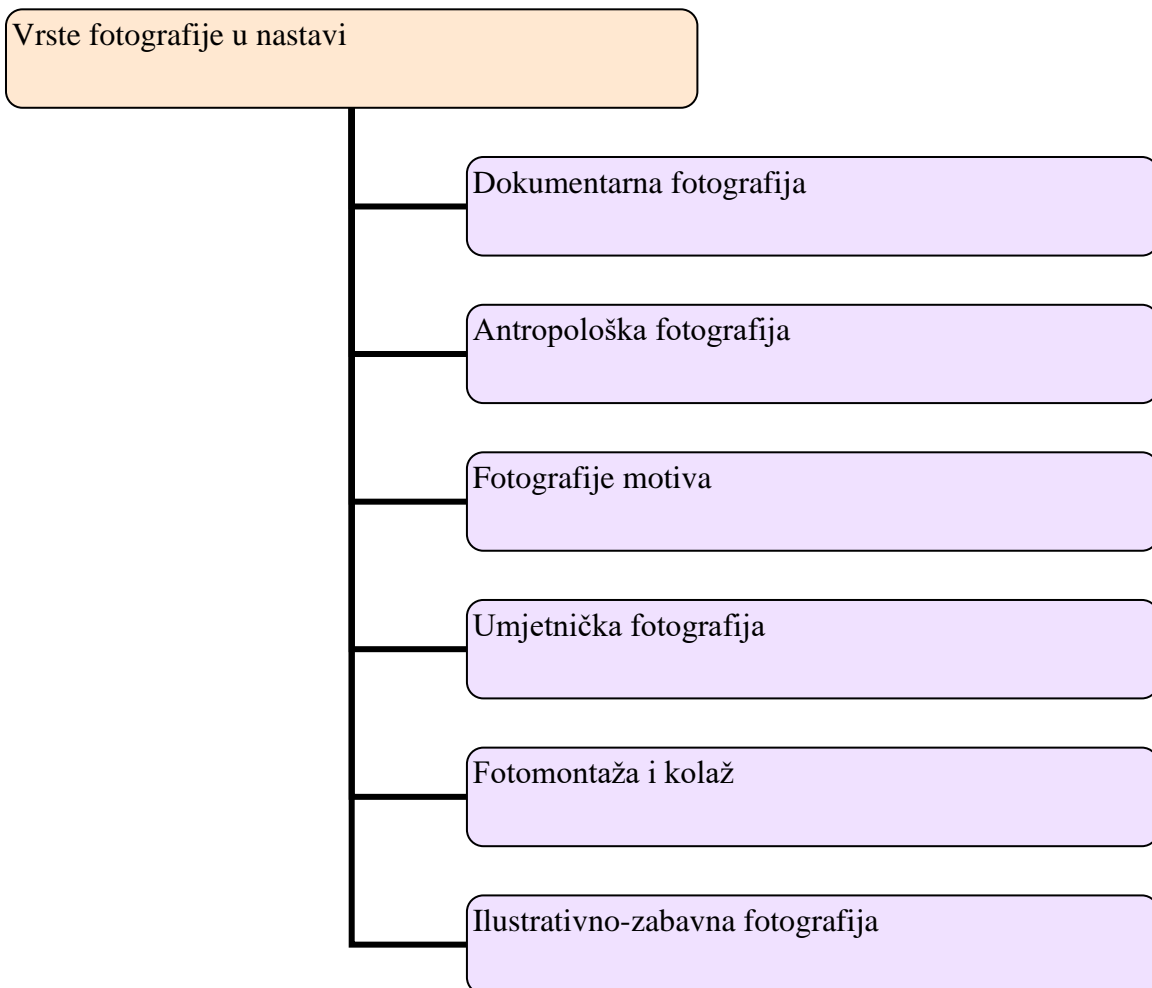 Vrste fotografije u nastavi
Dokumentarna fotografija
Antropološka fotografija
Fotografije motiva
Umjetnička fotografija
Fotomontaža i kolaž
Ilustrativno-zabavna fotografija